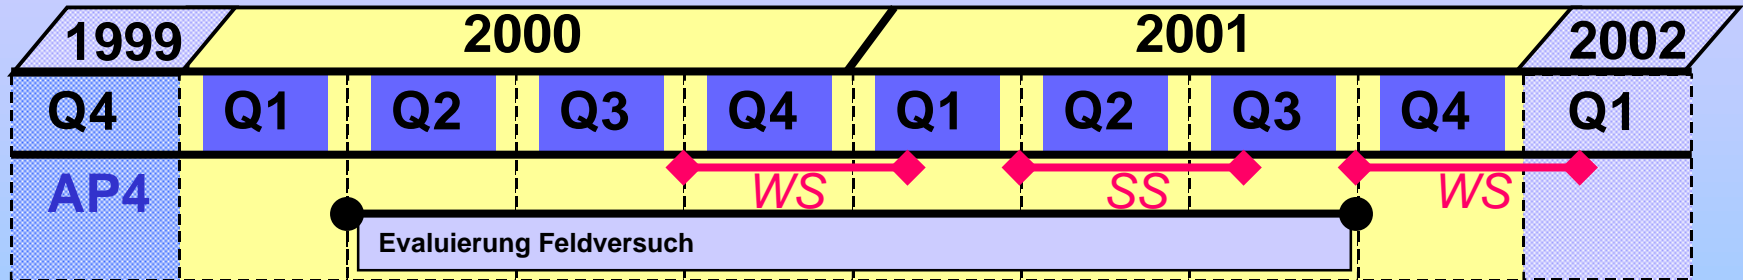 1999 2000 2001 2002
Q4 Q1 Q2 Q3 Q4 Q1 Q2 Q3 Q4 Q1
AP4 WS SS WS
Evaluierung Feldversuch